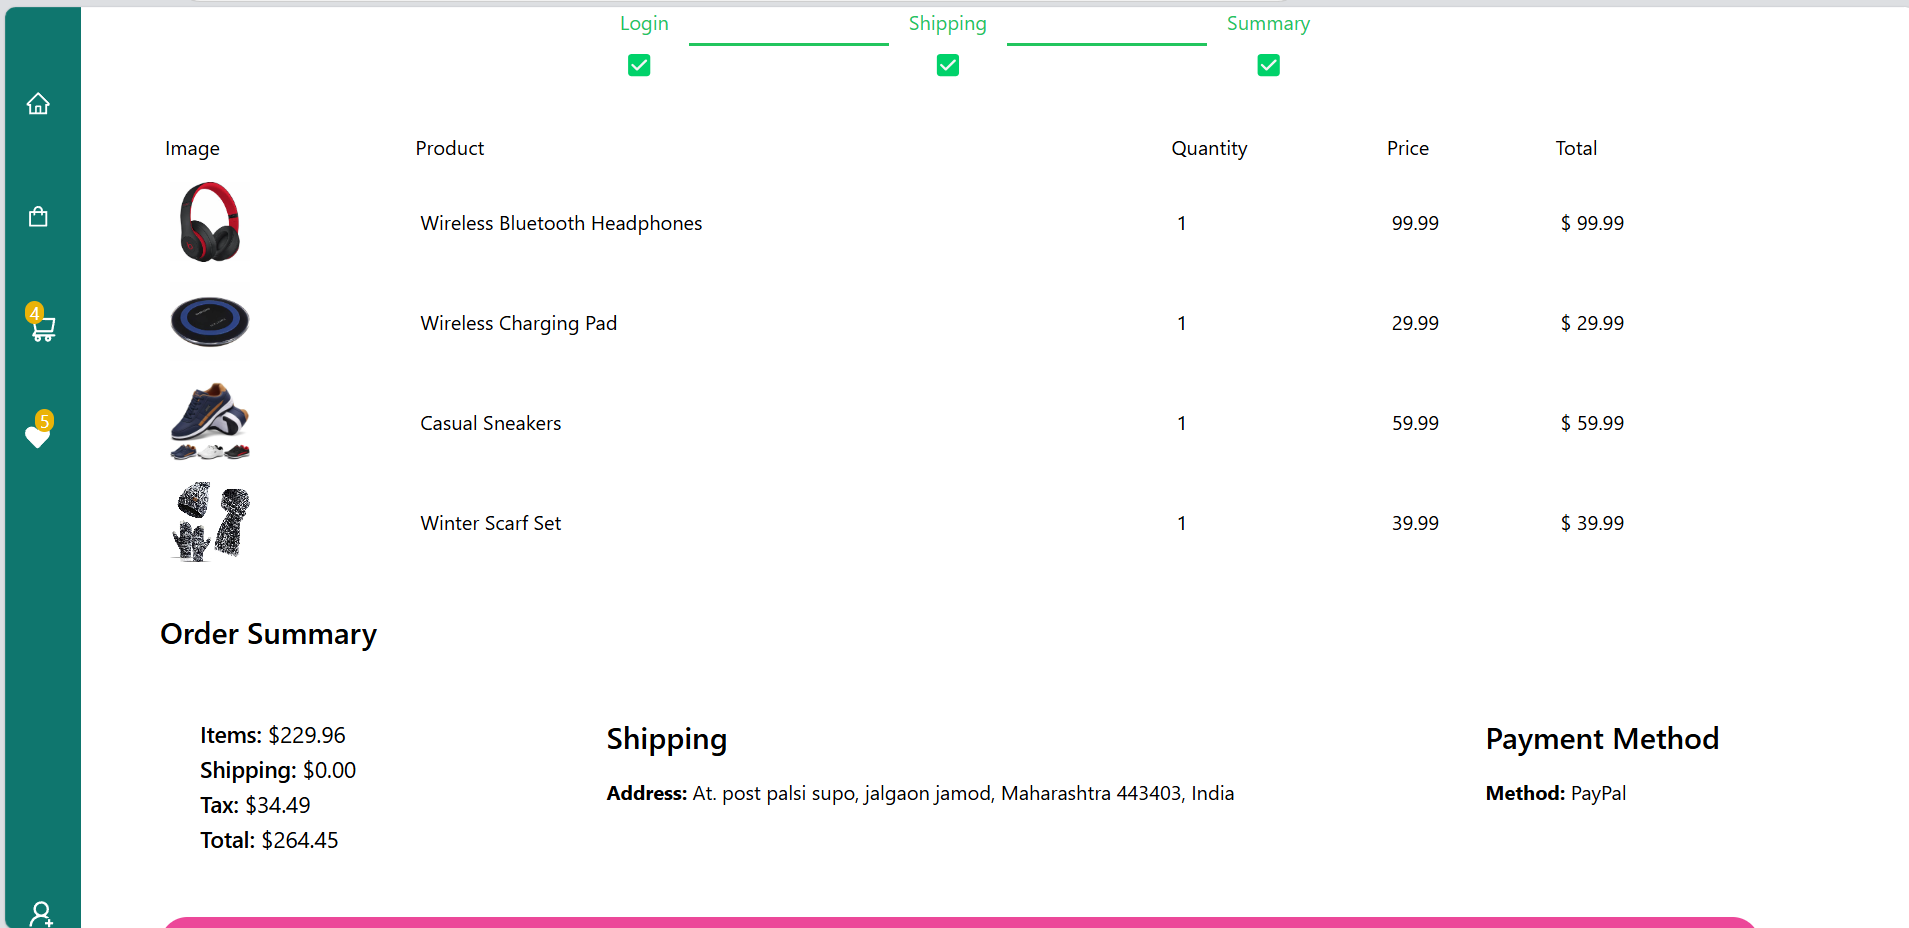 Login Shipping Summary
Image Product Quantity Price Total
Wireless Bluetooth Headphones 1 99.99 $ 99.99
Wireless Charging Pad 1 29.99 $ 29.99
4
Casual Sneakers 1 59.99 $ 59.99
5
Winter Scarf Set 1 39.99 $ 39.99
Order Summary
Items: $229.96
Shipping: $0.00
Tax: $34.49
Total: $264.45
Shipping
Address: At. post palsi supo, jalgaon jamod, Maharashtra 443403, India
Payment Method
Method: PayPal